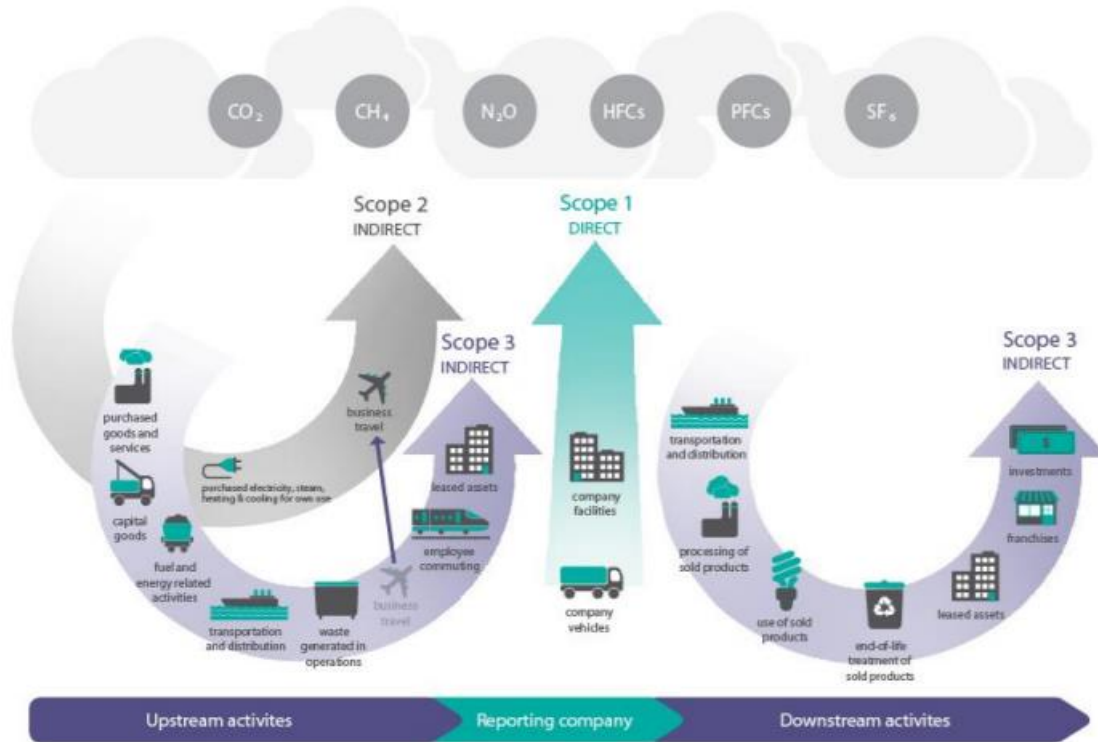 CO₂
CH₄
N₂O
HFCs
PFCs
SF₆
Scope 2
INDIRECT
Scope 1
DIRECT
Scope 3
INDIRECT
Scope 3
INDIRECT
purchased
goods and
services
capital
goods
fuel and
energy related
activities
purchased electricity, steam,
heating & cooling for own use
transportation
and distribution
waste
generated in
operations
business
travel
business
travel
employee
commuting
leased assets
company
facilities
company
vehicles
transportation
and distribution
processing of
sold products
use of sold
products
end-of-life
treatment of
sold products
leased assets
franchises
investments
Upstream activites
Reporting company
Downstream activites